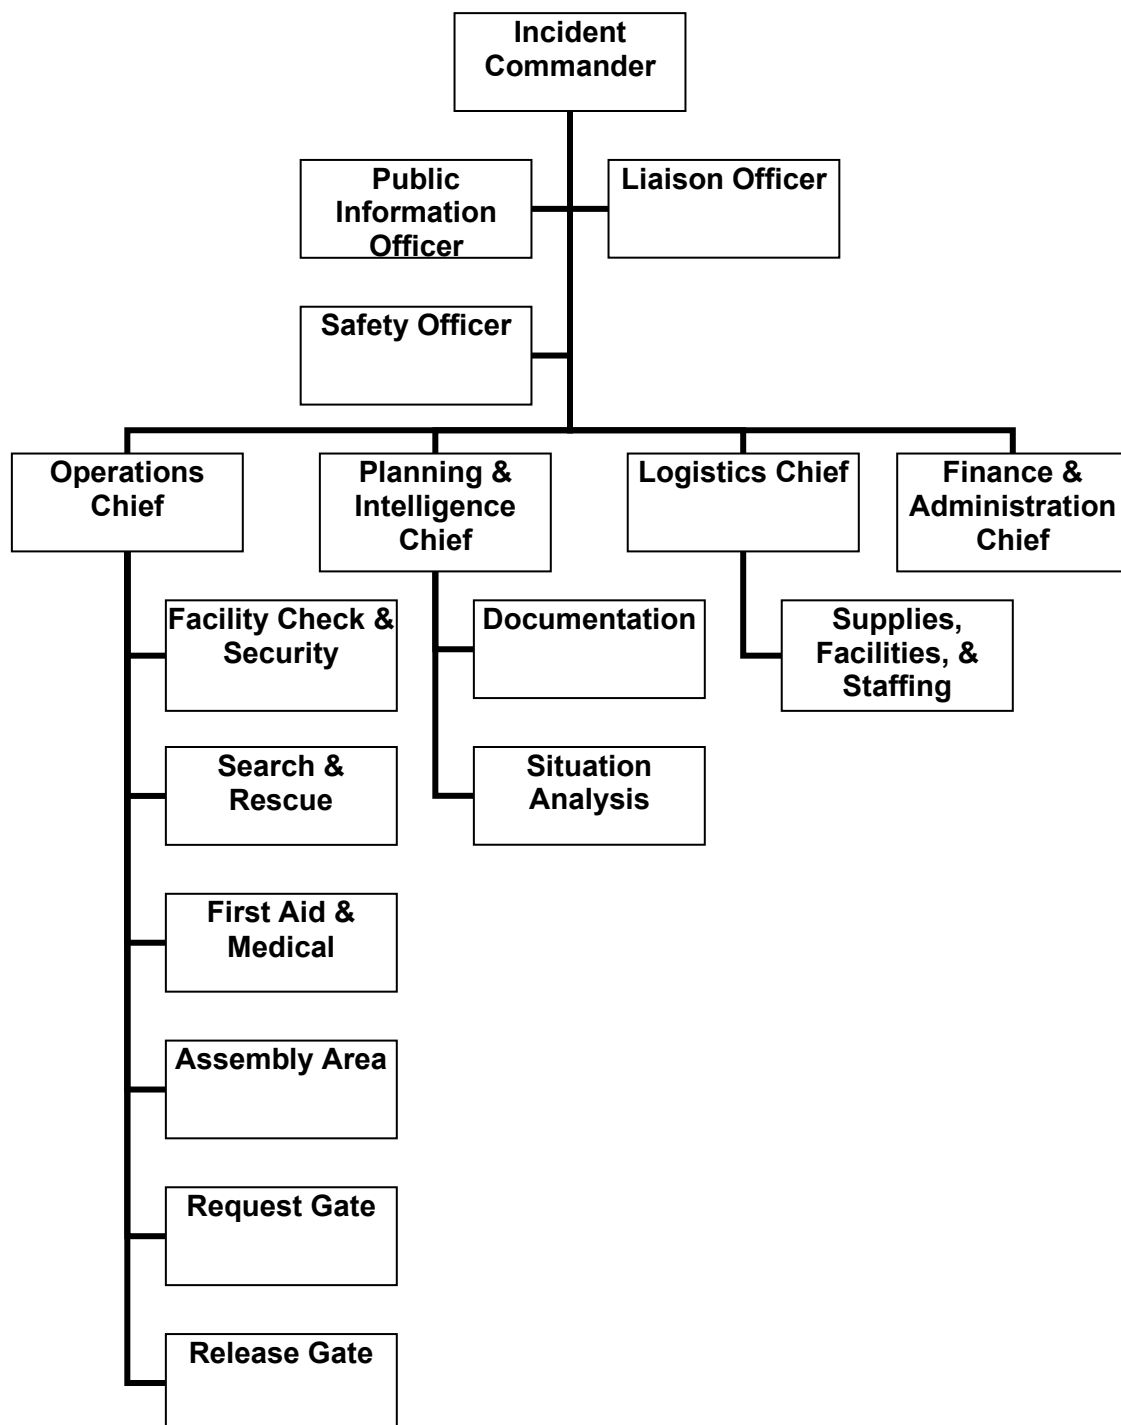 Incident
Commander
Public
Information
Officer
Liaison Officer
Safety Officer
Operations
Chief
Planning &
Intelligence
Chief
Logistics Chief
Finance &
Administration
Chief
Facility Check &
Security
Documentation
Supplies,
Facilities, &
Staffing
Search &
Rescue
Situation
Analysis
First Aid &
Medical
Assembly Area
Request Gate
Release Gate